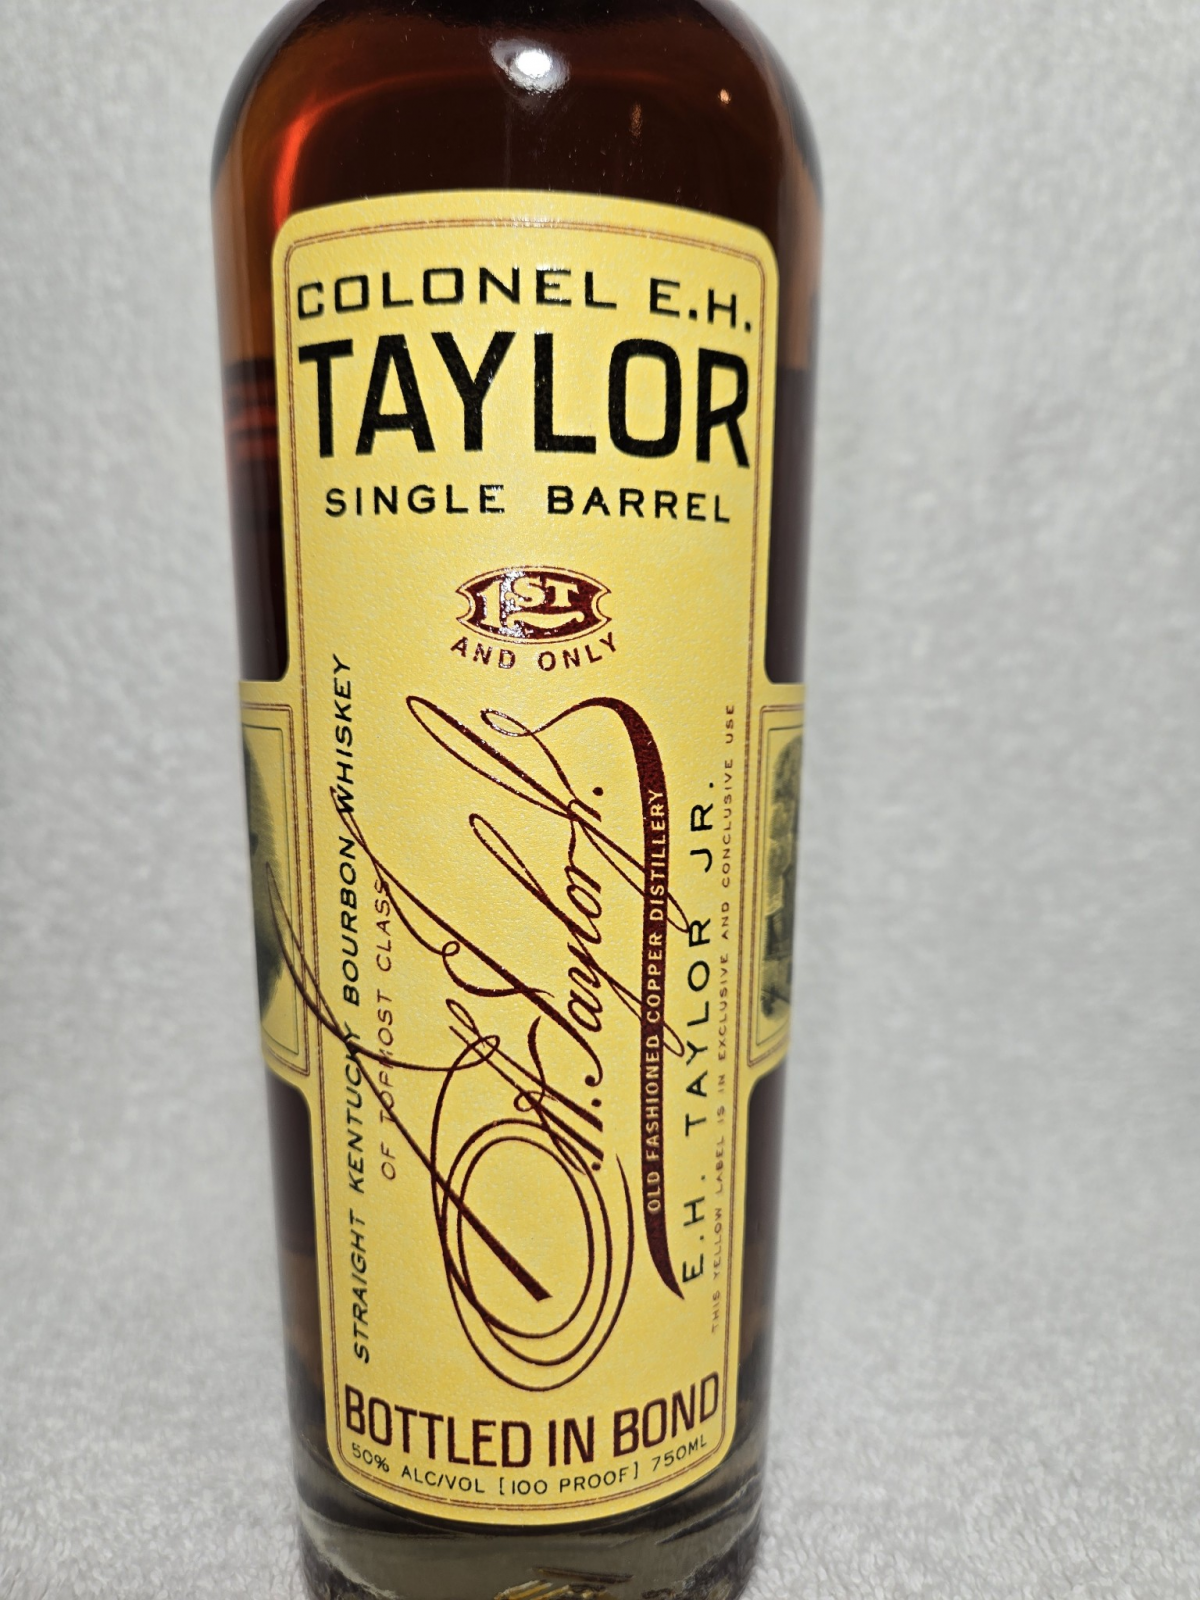 COLONEL E.H.
TAYLOR
SINGLE BARREL
1ST
AND ONLY
STRAIGHT KENTUCKY BOURBON WHISKEY
OF TOPMOST CLASS
E.H. Taylor, Jr.
OLD FASHIONED COPPER DISTILLERY
E.H. TAYLOR JR.
THIS YELLOW LABEL IS IN EXCLUSIVE AND CONCLUSIVE USE
BOTTLED IN BOND
50% ALC/VOL [100 PROOF] 750ML